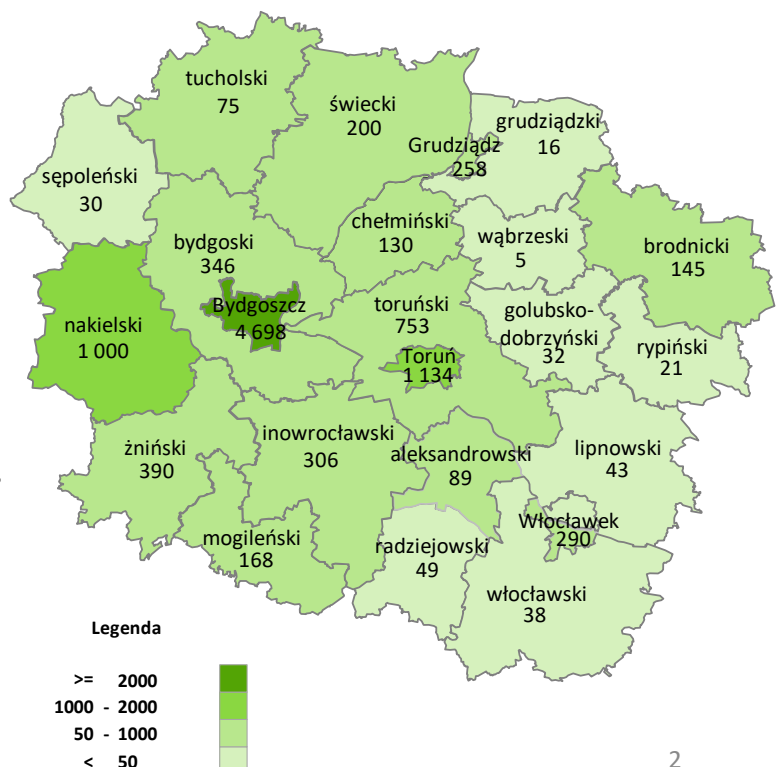 tucholski
75
świecki
200
grudziądzki
16
Grudziądz
258
sępoleński
30
chełmiński
130
wąbrzeski
5
brodnicki
145
bydgoski
346
Bydgoszcz
4 698
toruński
753
golubsko-
dobrzyński
32
rypiński
21
nakielski
1 000
Toruń
1 134
żniński
390
inowrocławski
306
aleksandrowski
89
lipnowski
43
mogileński
168
radziejowski
49
Włocławek
290
włocławski
38
Legenda
>= 2000
1000 - 2000
50 - 1000
< 50
2